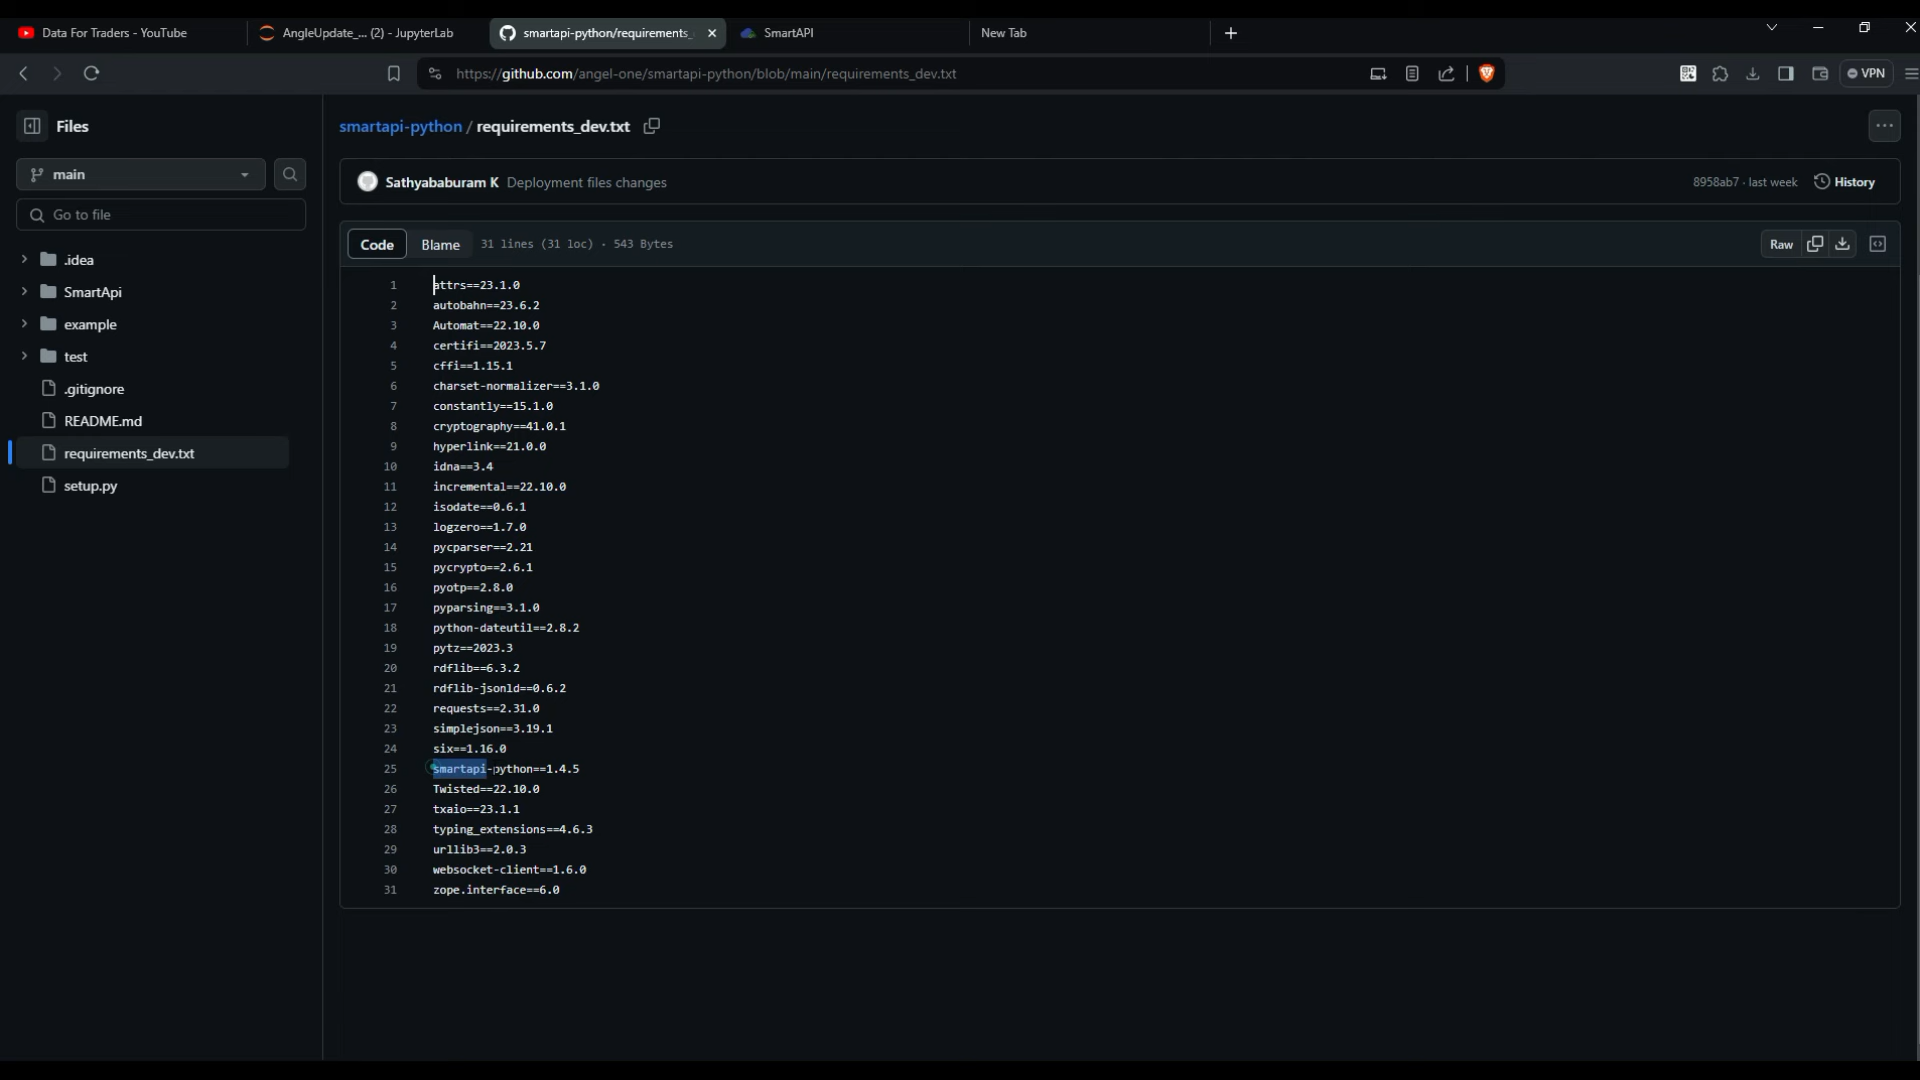 Data For Traders - YouTube
AngleUpdate_... (2) - JupyterLab
smartapi-python/requirements_
SmartAPI
New Tab
https://github.com/angel-one/smartapi-python/blob/main/requirements_dev.txt
VPN
Files
smartapi-python / requirements_dev.txt
main
Sathyababuram K Deployment files changes
8958ab7 · last week
History
Go to file
Code
Blame
31 lines (31 loc) · 543 Bytes
Raw
.idea
SmartApi
example
test
.gitignore
README.md
requirements_dev.txt
setup.py
1 attrs==23.1.0
2 autobahn==23.6.2
3 Automat==22.10.0
4 certifi==2023.5.7
5 cffi==1.15.1
6 charset-normalizer==3.1.0
7 constantly==15.1.0
8 cryptography==41.0.1
9 hyperlink==21.0.0
10 idna==3.4
11 incremental==22.10.0
12 isodate==0.6.1
13 logzero==1.7.0
14 pycparser==2.21
15 pycrypto==2.6.1
16 pyotp==2.8.0
17 pyparsing==3.1.0
18 python-dateutil==2.8.2
19 pytz==2023.3
20 rdflib==6.3.2
21 rdflib-jsonld==0.6.2
22 requests==2.31.0
23 simplejson==3.19.1
24 six==1.16.0
25 smartapi-python==1.4.5
26 Twisted==22.10.0
27 txaio==23.1.1
28 typing_extensions==4.6.3
29 urllib3==2.0.3
30 websocket-client==1.6.0
31 zope.interface==6.0